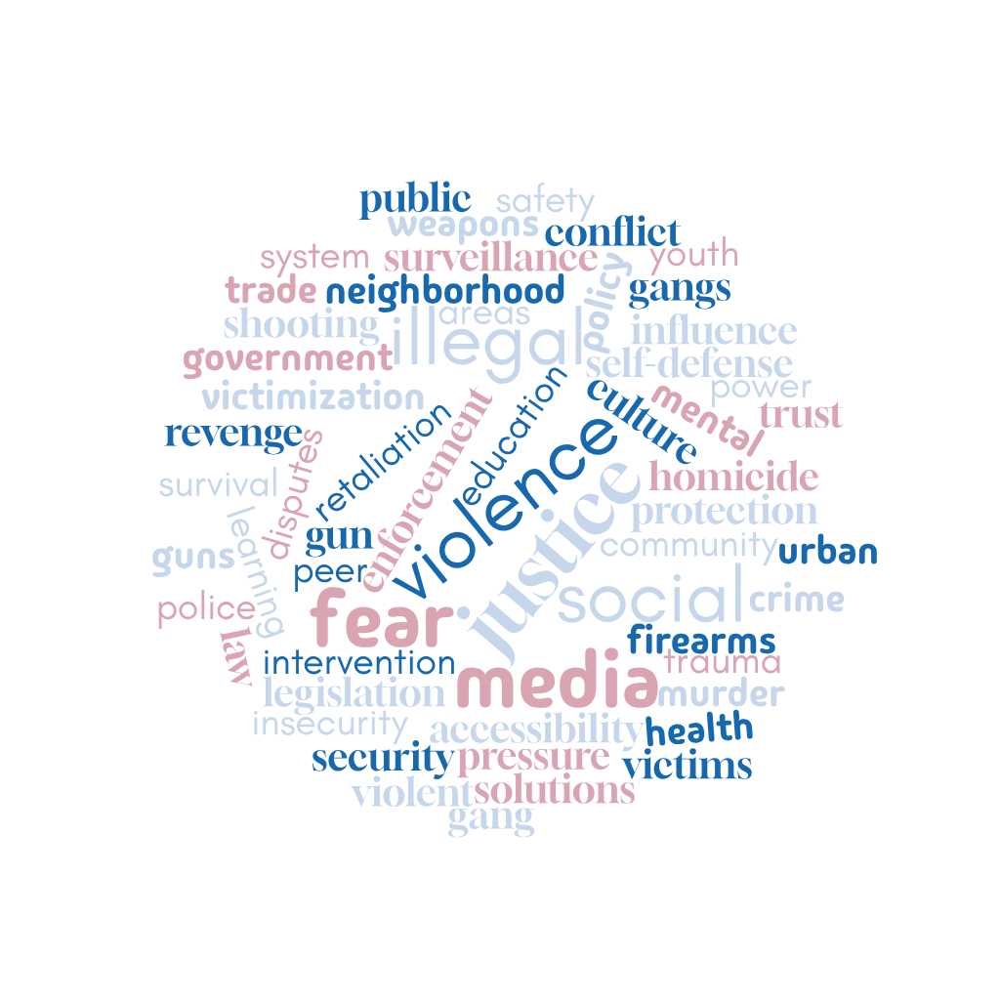 public
safety
weapons
conflict
system
surveillance
youth
trade
neighborhood
policy
gangs
shooting
illegal
areas
influence
government
self-defense
victimization
power
revenge
retaliation
enforcement
education
culture
mental
trust
violence
survival
disputes
homicide
justice
protection
gun
learning
guns
peer
community
urban
police
fear
social
crime
law
intervention
firearms
trauma
legislation
media
murder
insecurity
accessibility
health
security
pressure
victims
violent
solutions
gang